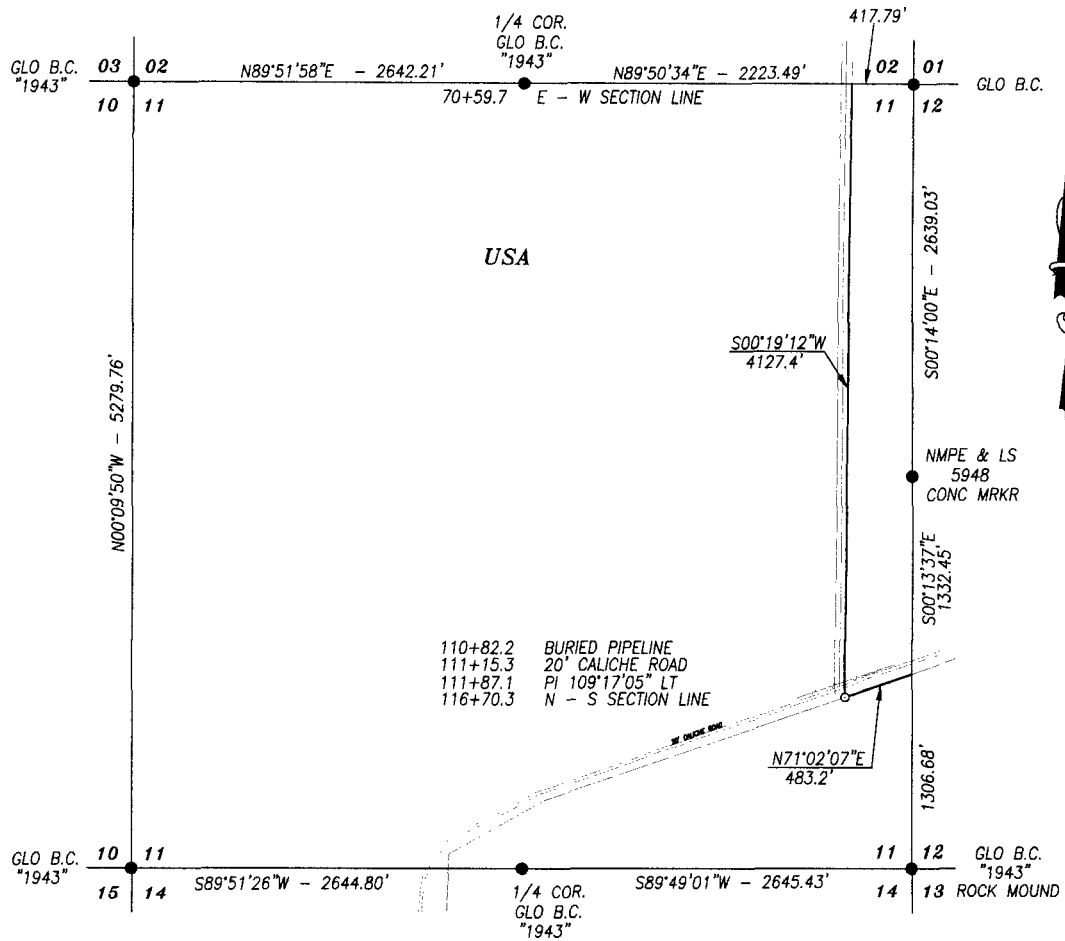 417.79'
1/4 COR.
GLO B.C.
"1943"
GLO B.C.
"1943"
03 02
10 11
N89°51'58"E - 2642.21'
N89°50'34"E - 2223.49'
02 01
11 12
GLO B.C.
70+59.7 E - W SECTION LINE
USA
S00°14'00"E - 2639.03'
S00°19'12"W
4127.4'
N00°09'50"W - 5279.76'
NMPE & LS
5948
CONC MRKR
S00°13'37"E
1332.45'
110+82.2 BURIED PIPELINE
111+15.3 20' CALICHE ROAD
111+87.1 PI 109°17'05" LT
116+70.3 N - S SECTION LINE
20' CALICHE ROAD
N71°02'07"E
483.2'
1306.68'
GLO B.C.
"1943"
10 11
15 14
S89°51'26"W - 2644.80'
1/4 COR.
GLO B.C.
"1943"
S89°49'01"W - 2645.43'
11 12
14 13
GLO B.C.
"1943"
ROCK MOUND